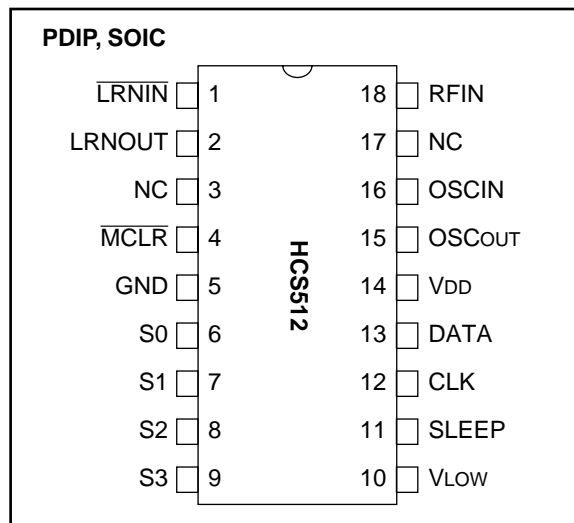 PDIP, SOIC
LRNIN 1 18 RFIN
LRNOUT 2 17 NC
NC 3 16 OSCIN
MCLR 4 15 OSCOUT
GND 5 14 VDD
S0 6 13 DATA
S1 7 12 CLK
S2 8 11 SLEEP
S3 9 10 VLOW
HCS512